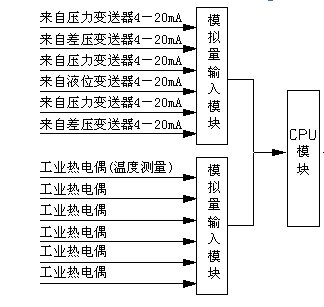 来自压力变送器4—20mA
来自差压变送器4—20mA
来自压力变送器4—20mA
来自液位变送器4—20mA
来自压力变送器4—20mA
来自差压变送器4—20mA
模拟量输入模块
工业热电偶(温度测量)
工业热电偶
工业热电偶
工业热电偶
工业热电偶
工业热电偶
模拟量输入模块
CPU模块